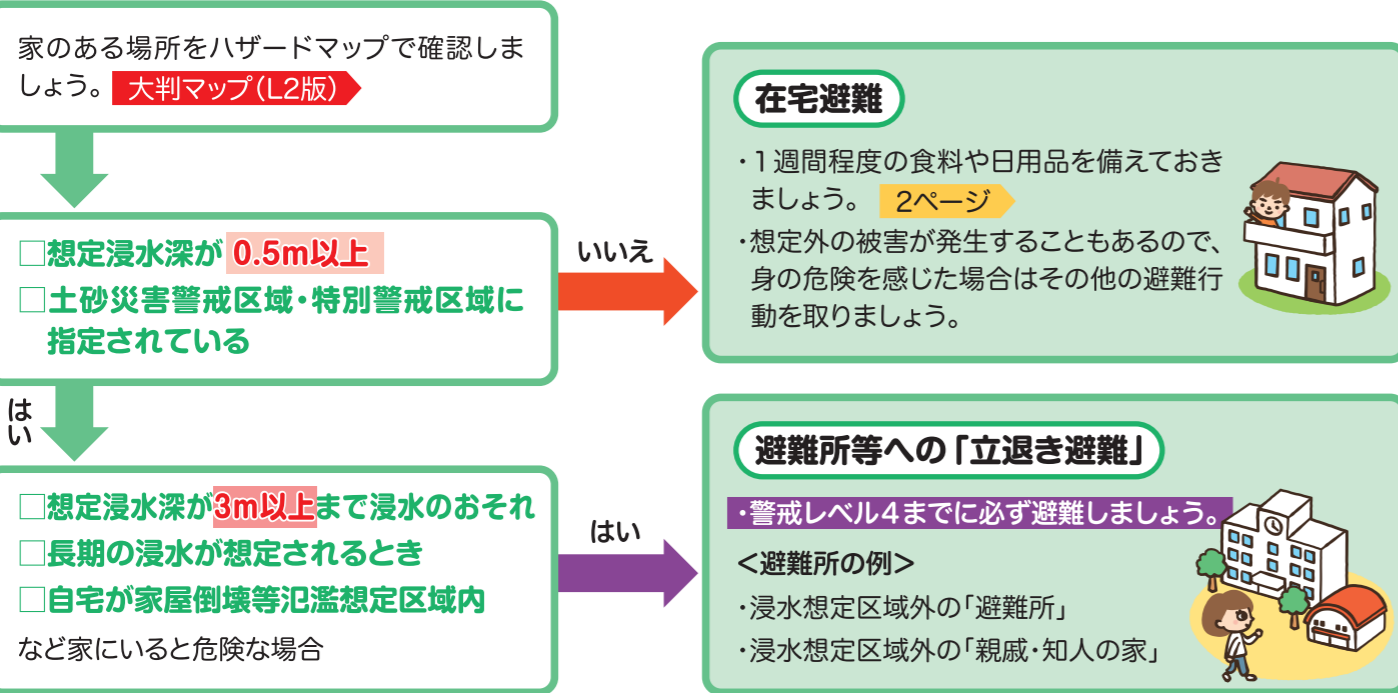 家のある場所をハザードマップで確認しま
しょう。 大判マップ(L2版)
□想定浸水深が 0.5m以上
□土砂災害警戒区域・特別警戒区域に
指定されている
いいえ
在宅避難
・1週間程度の食料や日用品を備えておき
ましょう。 2ページ
・想定外の被害が発生することもあるので、
身の危険を感じた場合はその他の避難行
動を取りましょう。
はい
□想定浸水深が3m以上まで浸水のおそれ
□長期の浸水が想定されるとき
□自宅が家屋倒壊等氾濫想定区域内
など家にいると危険な場合
はい
避難所等への「立退き避難」
・警戒レベル4までに必ず避難しましょう。
<避難所の例>
・浸水想定区域外の「避難所」
・浸水想定区域外の「親戚・知人の家」